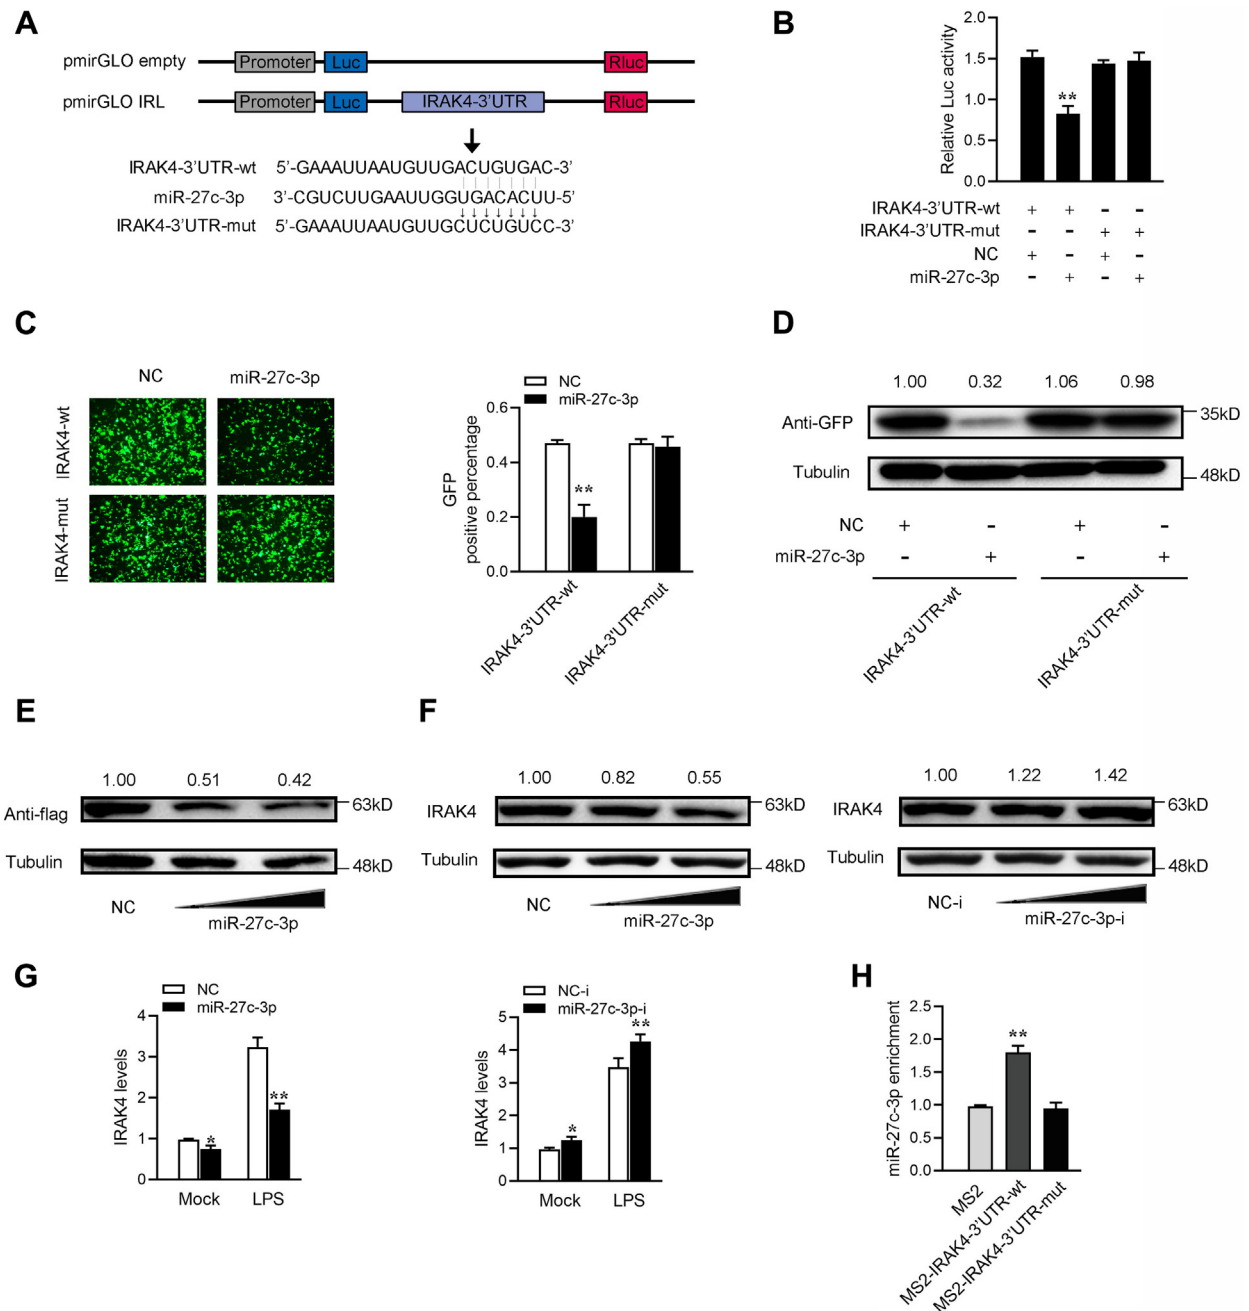 A
pmirGLO empty Promoter Luc Rluc
pmirGLO IRL Promoter Luc IRAK4-3'UTR Rluc
IRAK4-3'UTR-wt 5'-GAAAUUAAUGUUGACUGUGAC-3'
miR-27c-3p 3'-CGUCUUGAAUUGGUGACACUU-5'
IRAK4-3'UTR-mut 5'-GAAAUUAAUGUUGCUCUGUCC-3'
B
Relative Luc activity
2.0
1.5
1.0
0.5
0.0
**
IRAK4-3'UTR-wt + + - -
IRAK4-3'UTR-mut - - + +
NC + - + -
miR-27c-3p - + - +
C
NC miR-27c-3p
IRAK4-wt
IRAK4-mut
NC
miR-27c-3p
GFP
positive percentage
0.6
0.4
0.2
0.0
**
IRAK4-3'UTR-wt
IRAK4-3'UTR-mut
D
1.00 0.32 1.06 0.98
Anti-GFP 35kD
Tubulin 48kD
NC + - + -
miR-27c-3p - + - +
IRAK4-3'UTR-wt
IRAK4-3'UTR-mut
E
1.00 0.51 0.42
Anti-flag 63kD
Tubulin 48kD
NC miR-27c-3p
F
1.00 0.82 0.55
IRAK4 63kD
Tubulin 48kD
NC miR-27c-3p
1.00 1.22 1.42
IRAK4 63kD
Tubulin 48kD
NC-i miR-27c-3p-i
G
NC
miR-27c-3p
IRAK4 levels
4
3
2
1
0
*
**
Mock LPS
NC-i
miR-27c-3p-i
IRAK4 levels
5
4
3
2
1
0
*
**
Mock LPS
H
miR-27c-3p enrichment
2.5
2.0
1.5
1.0
0.5
0.0
**
MS2
MS2-IRAK4-3'UTR-wt
MS2-IRAK4-3'UTR-mut